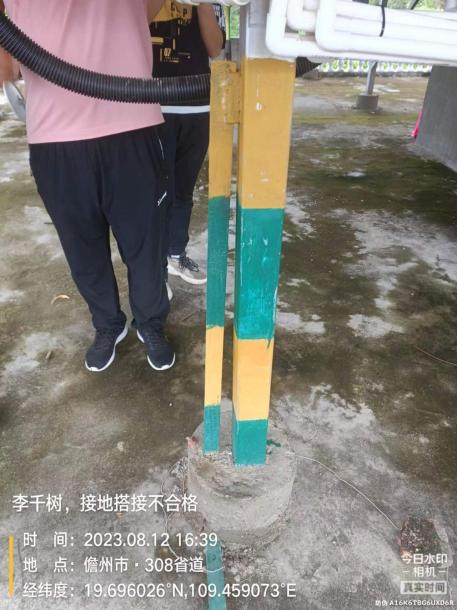 07
李千树，接地搭接不合格
时　间：2023.08.12 16:39
地　点：儋州市·308省道
经纬度：19.696026°N,109.459073°E
今日水印
相机
真实时间
防伪 A16K6TBG6UXD6R